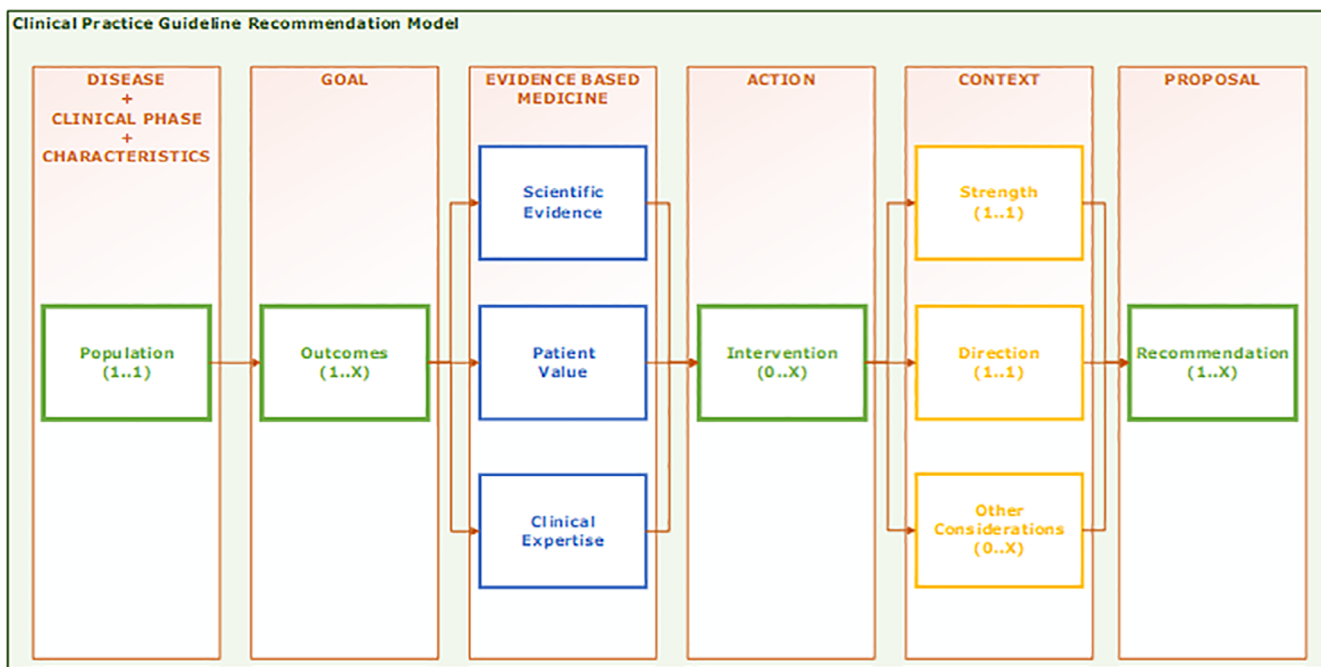 Clinical Practice Guideline Recommendation Model
DISEASE
+
CLINICAL PHASE
+
CHARACTERISTICS
GOAL
EVIDENCE BASED
MEDICINE
ACTION
CONTEXT
PROPOSAL
Scientific
Evidence
Strength
(1..1)
Population
(1..1)
Outcomes
(1..X)
Patient
Value
Intervention
(0..X)
Direction
(1..1)
Recommendation
(1..X)
Clinical
Expertise
Other
Considerations
(0..X)